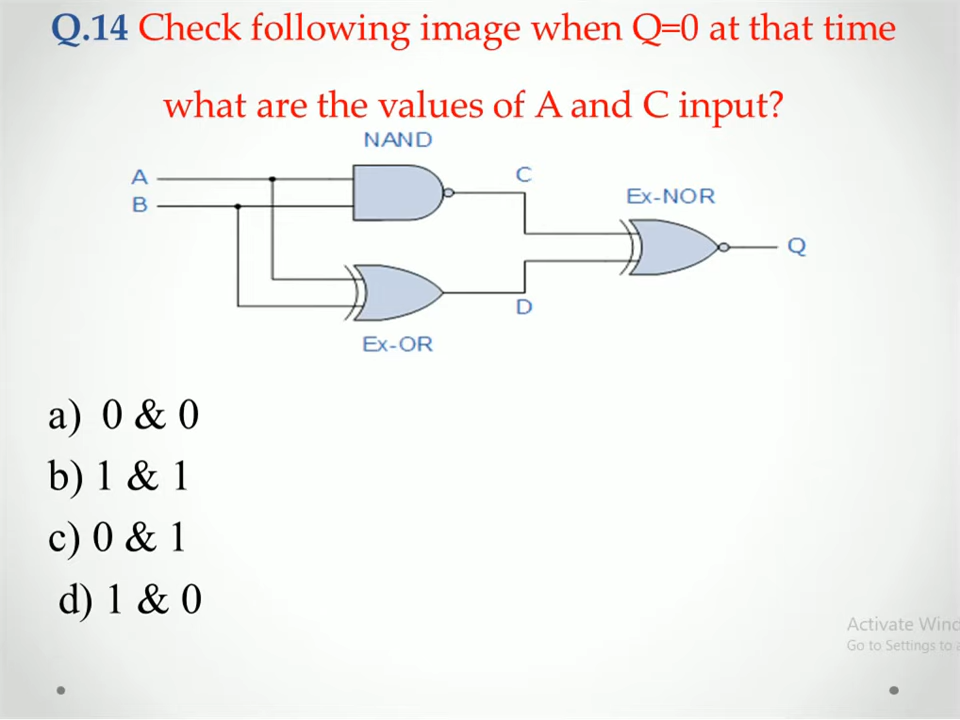 Q.14 Check following image when Q=0 at that time
what are the values of A and C input?
NAND
A
B
C
Ex-NOR
Q
D
Ex-OR
a) 0 & 0
b) 1 & 1
c) 0 & 1
d) 1 & 0
Activate Wind
Go to Settings to a